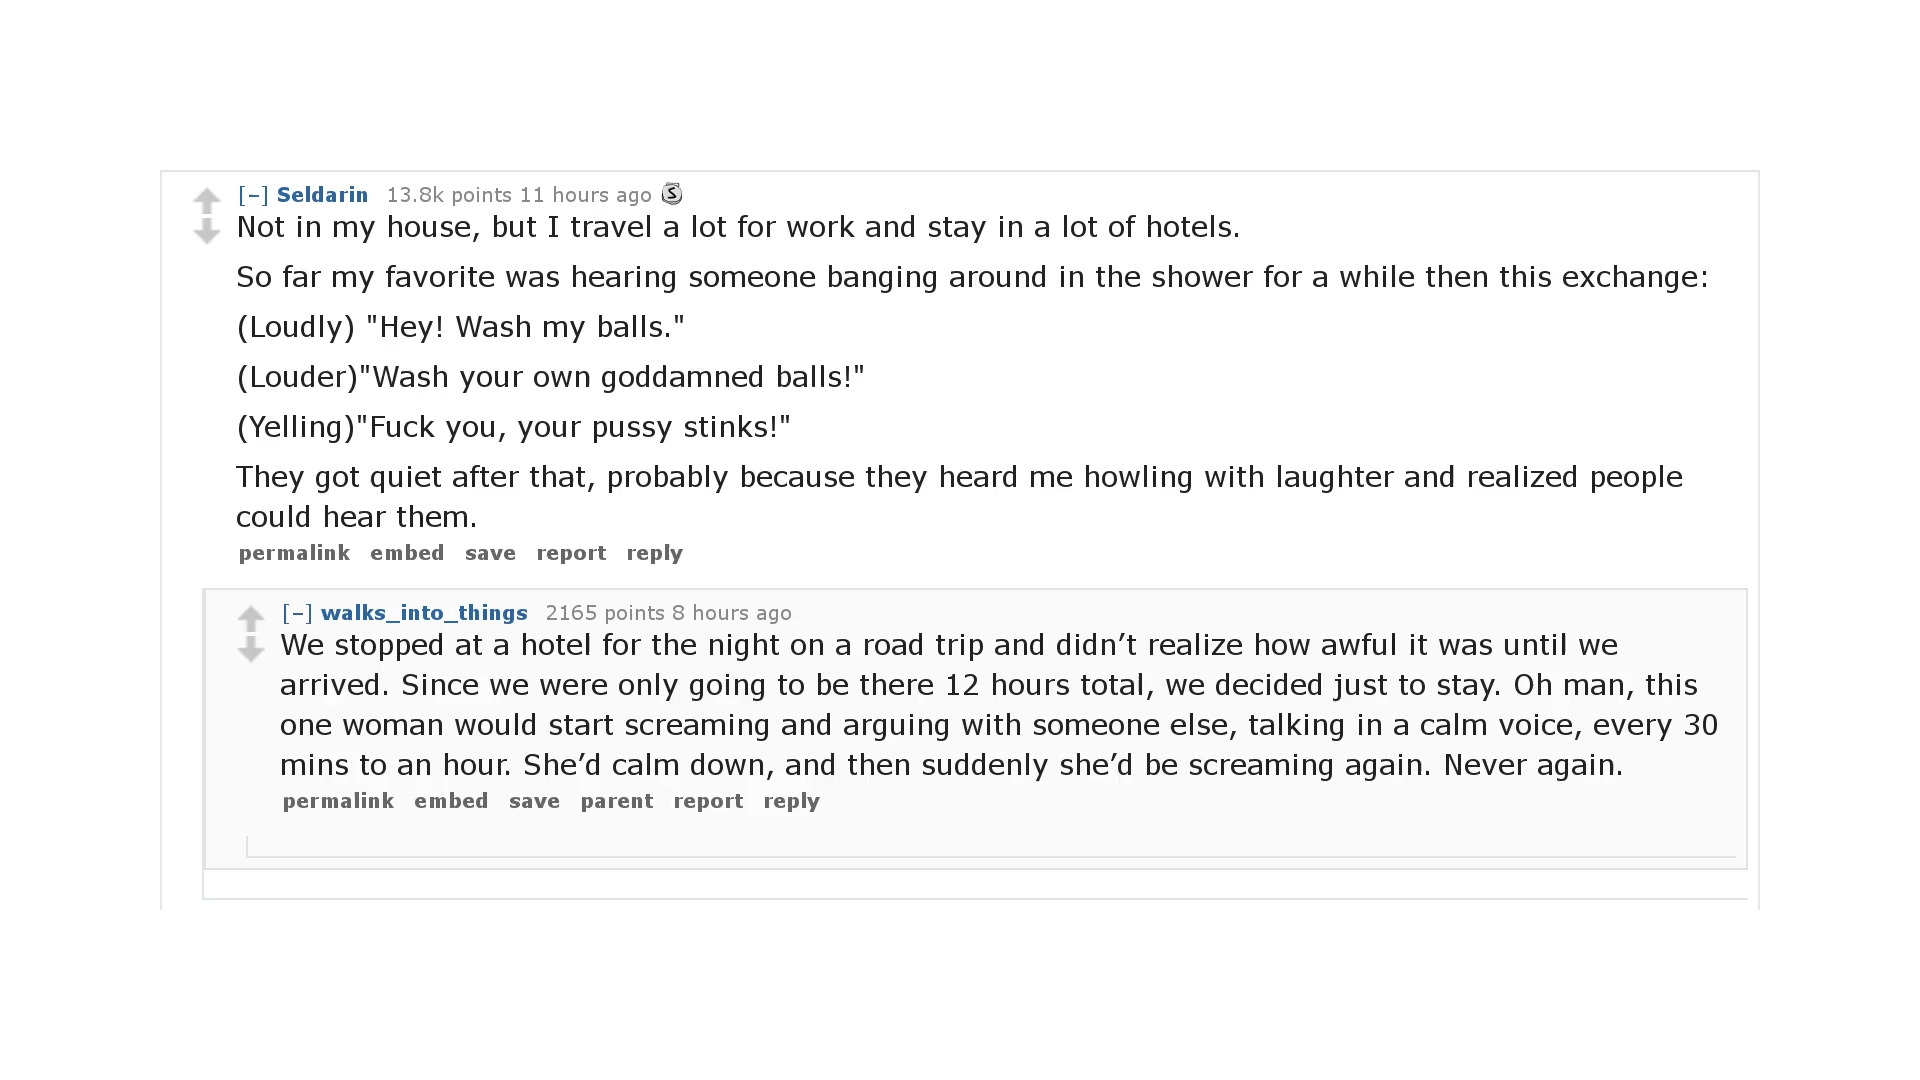 [–] Seldarin 13.8k points 11 hours ago S
Not in my house, but I travel a lot for work and stay in a lot of hotels.
So far my favorite was hearing someone banging around in the shower for a while then this exchange:
(Loudly) "Hey! Wash my balls."
(Louder)"Wash your own goddamned balls!"
(Yelling)"Fuck you, your pussy stinks!"
They got quiet after that, probably because they heard me howling with laughter and realized people
could hear them.
permalink embed save report reply
[–] walks_into_things 2165 points 8 hours ago
We stopped at a hotel for the night on a road trip and didn’t realize how awful it was until we
arrived. Since we were only going to be there 12 hours total, we decided just to stay. Oh man, this
one woman would start screaming and arguing with someone else, talking in a calm voice, every 30
mins to an hour. She’d calm down, and then suddenly she’d be screaming again. Never again.
permalink embed save parent report reply